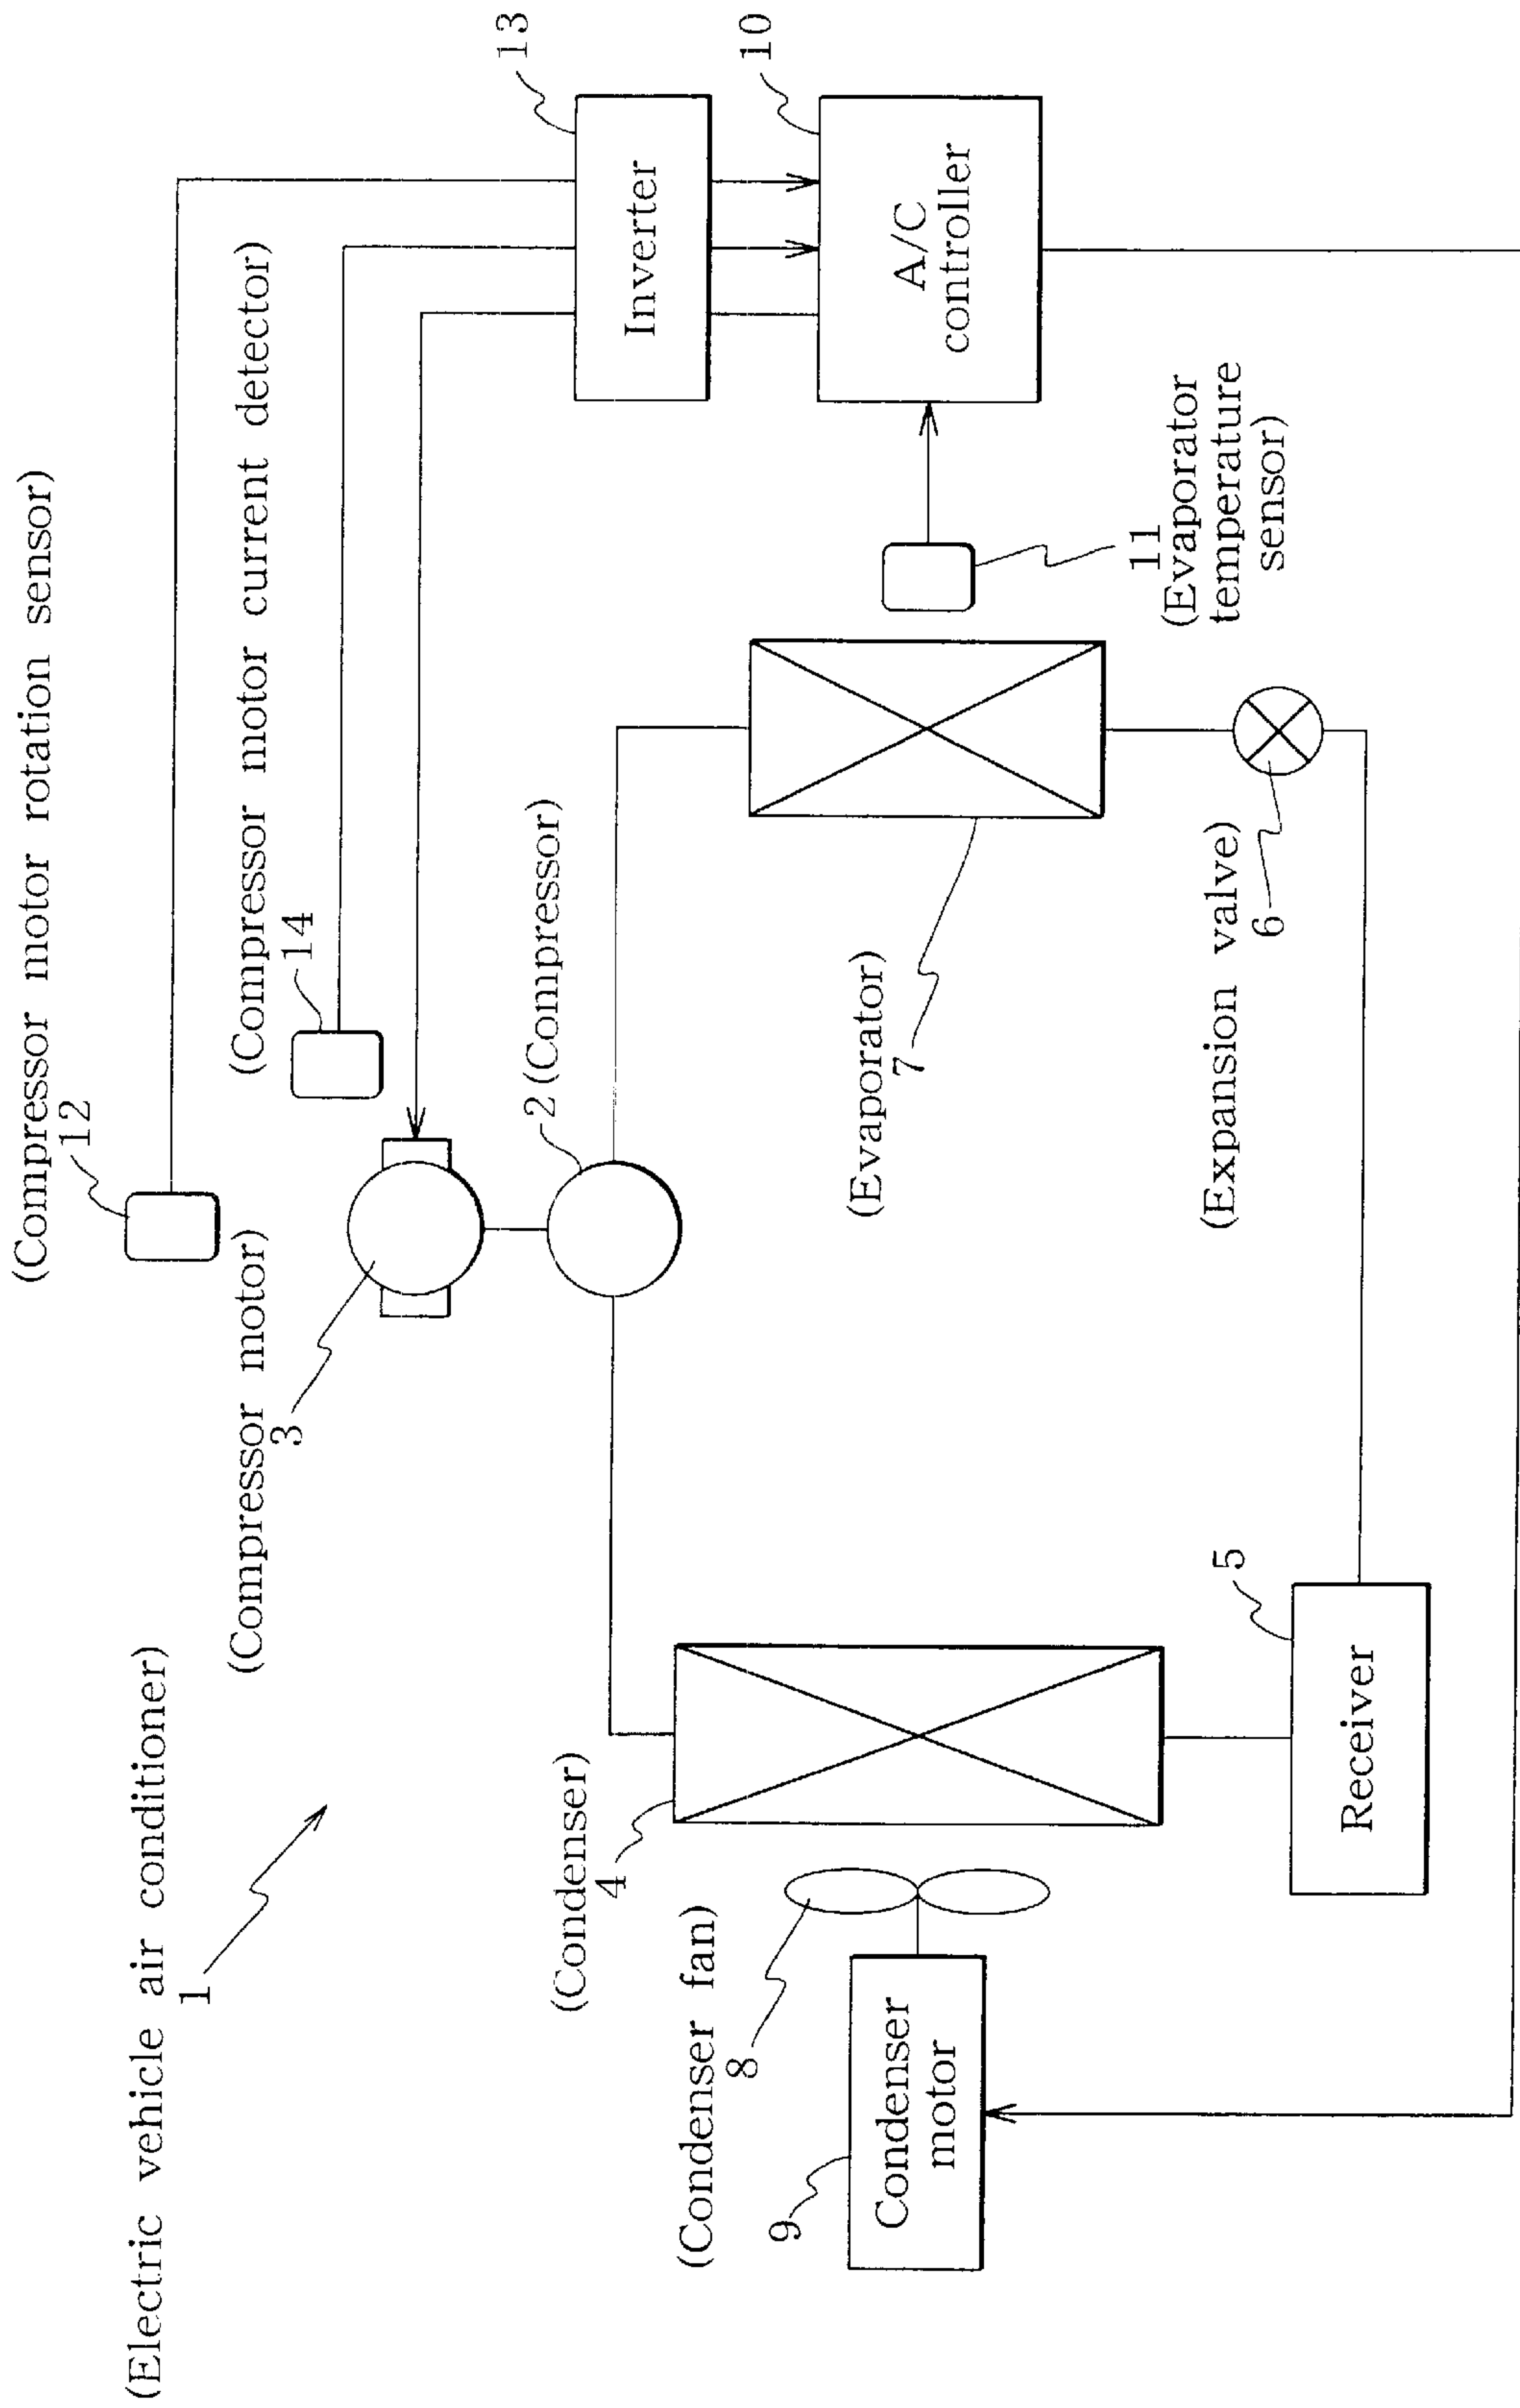 (Electric vehicle air conditioner)
1
(Compressor motor rotation sensor)
12
(Compressor motor)
3
(Compressor motor current detector)
14
2 (Compressor)
13
Inverter
10
A/C
controller
(Condenser)
4
(Condenser fan)
8
9
Condenser
motor
(Evaporator)
7
11
(Evaporator
temperature
sensor)
(Expansion valve)
6
5
Receiver